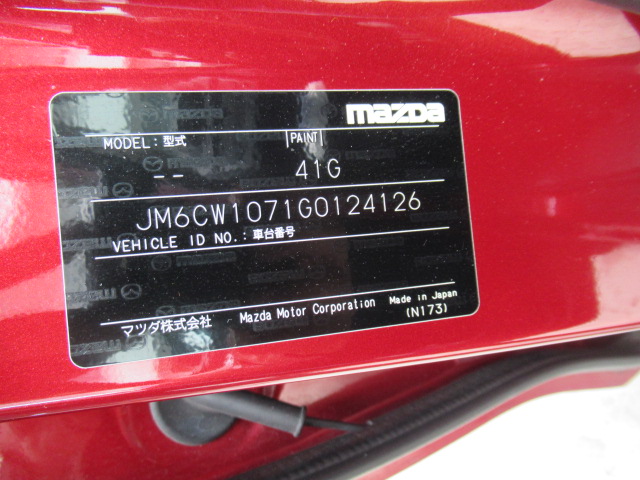 mazda
MODEL: 型式 |PAINT|
-- 41G
JM6CW1071G0124126
VEHICLE ID NO.: 車台番号
マツダ株式会社 Mazda Motor Corporation Made in Japan
(N173)